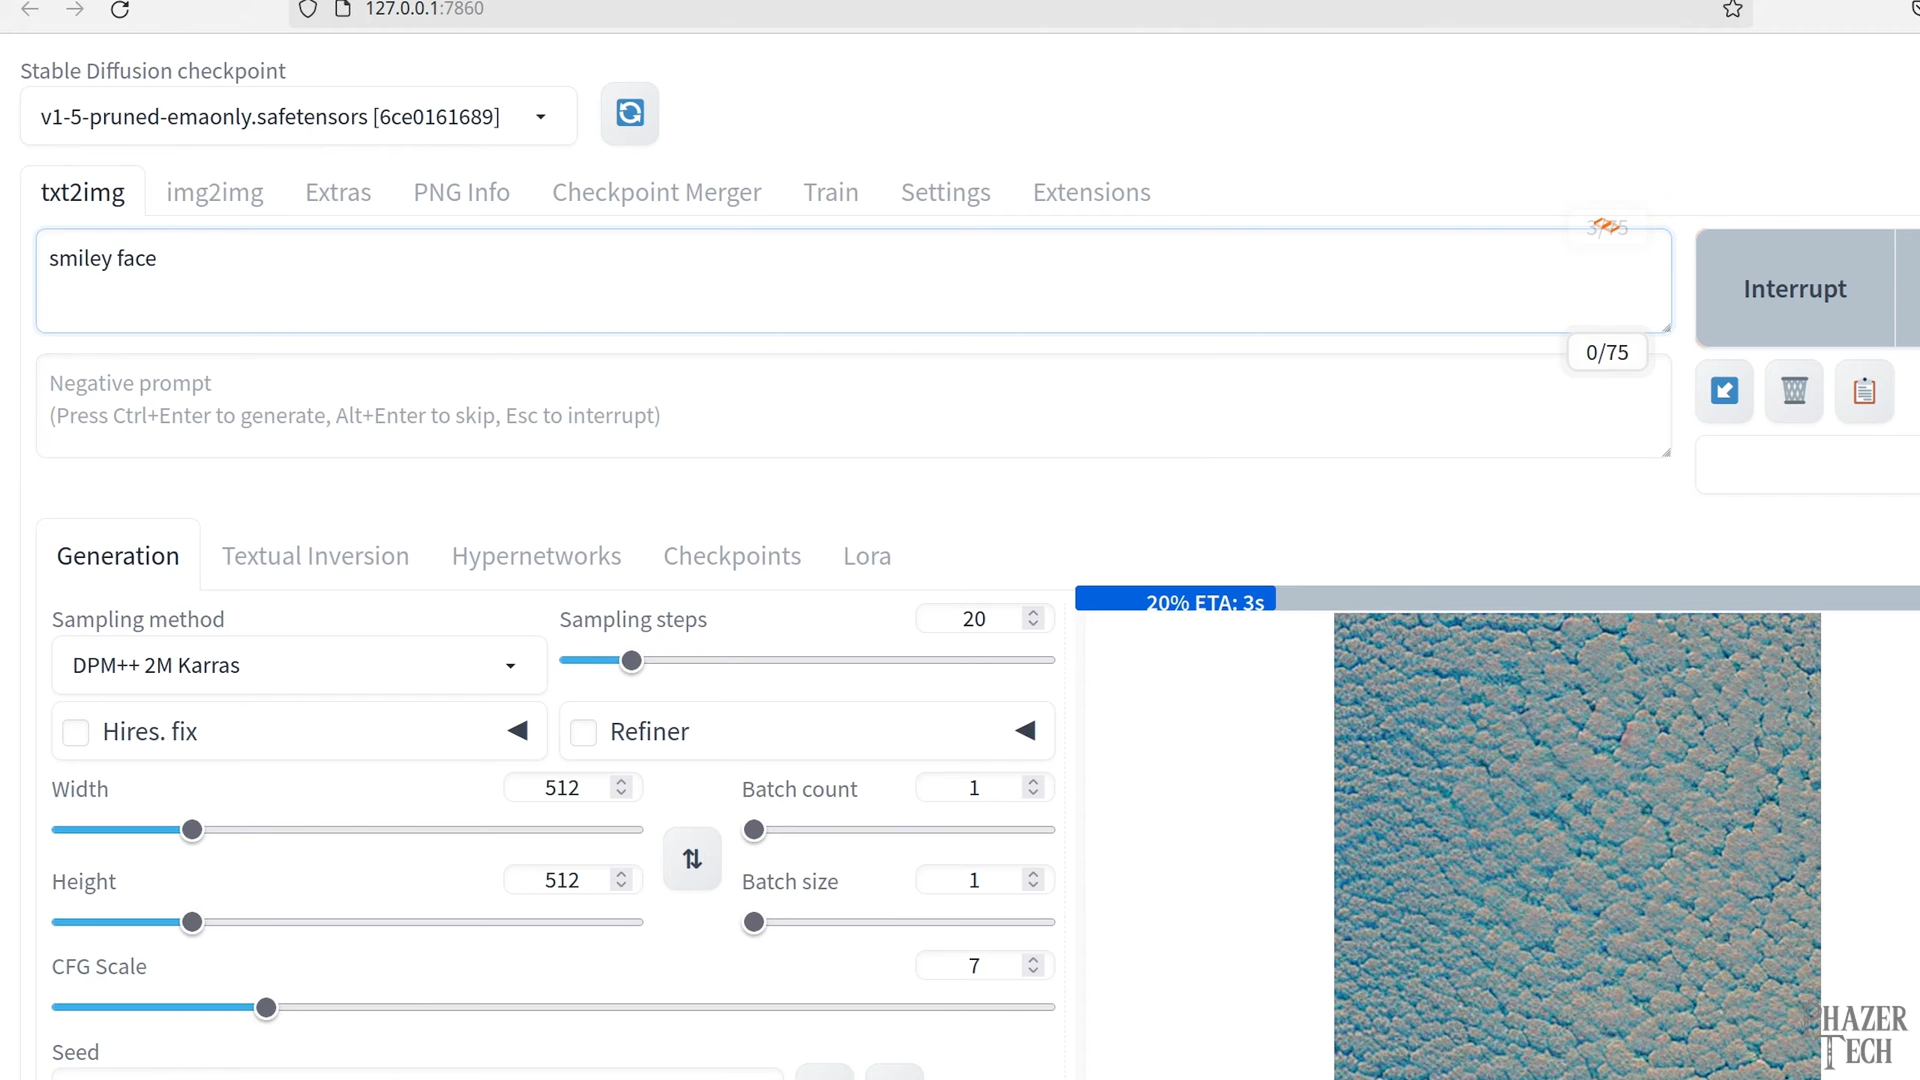 127.0.0.1:7860
Stable Diffusion checkpoint
v1-5-pruned-emaonly.safetensors [6ce0161689]
txt2img img2img Extras PNG Info Checkpoint Merger Train Settings Extensions
3/75
smiley face
Interrupt
0/75
Negative prompt
(Press Ctrl+Enter to generate, Alt+Enter to skip, Esc to interrupt)
Generation Textual Inversion Hypernetworks Checkpoints Lora
20% ETA: 3s
Sampling method
DPM++ 2M Karras
Sampling steps 20
Hires. fix
Refiner
Width 512
Batch count 1
Height 512
Batch size 1
CFG Scale 7
Seed
HAZER
TECH